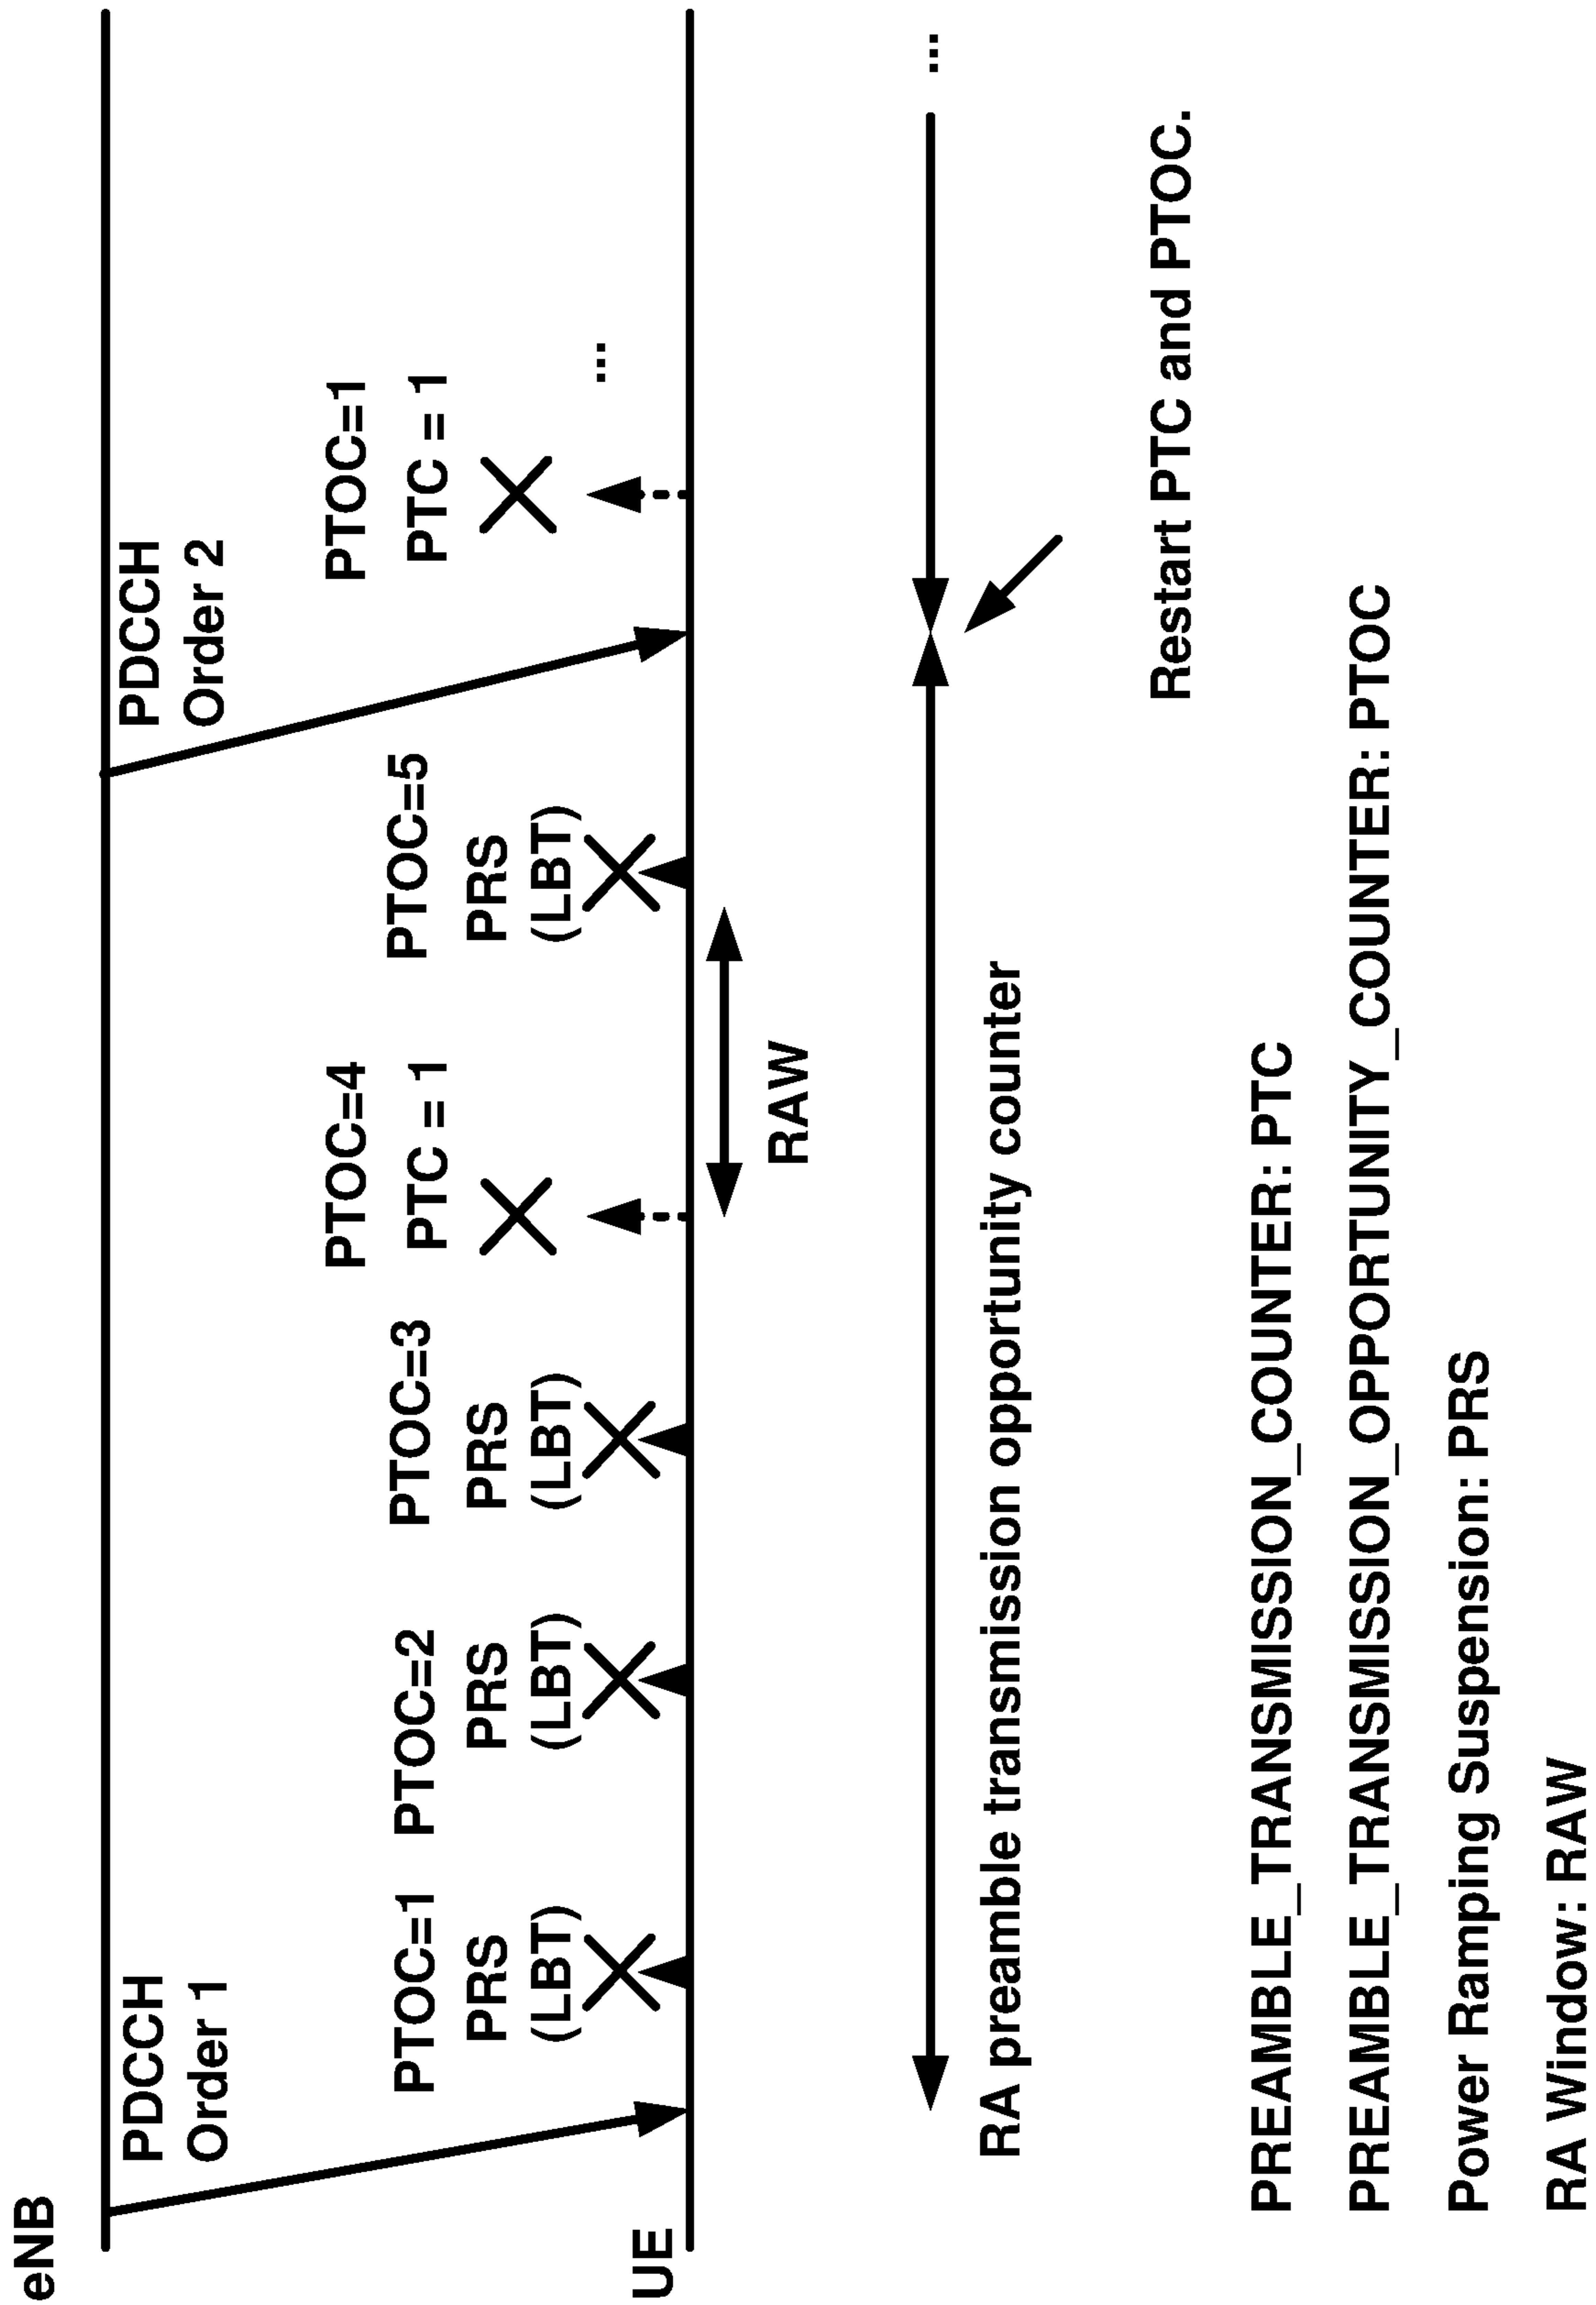 eNB
PDCCH
Order 1
PDCCH
Order 2
PTOC=1
PRS
(LBT)
PTOC=2
PRS
(LBT)
PTOC=3
PRS
(LBT)
PTOC=4
PTC = 1
PTOC=5
PRS
(LBT)
PTOC=1
PTC = 1
...
UE
RAW
...
RA preamble transmission opportunity counter
Restart PTC and PTOC.
PREAMBLE_TRANSMISSION_COUNTER: PTC
PREAMBLE_TRANSMISSION_OPPORTUNITY_COUNTER: PTOC
Power Ramping Suspension: PRS
RA Window: RAW